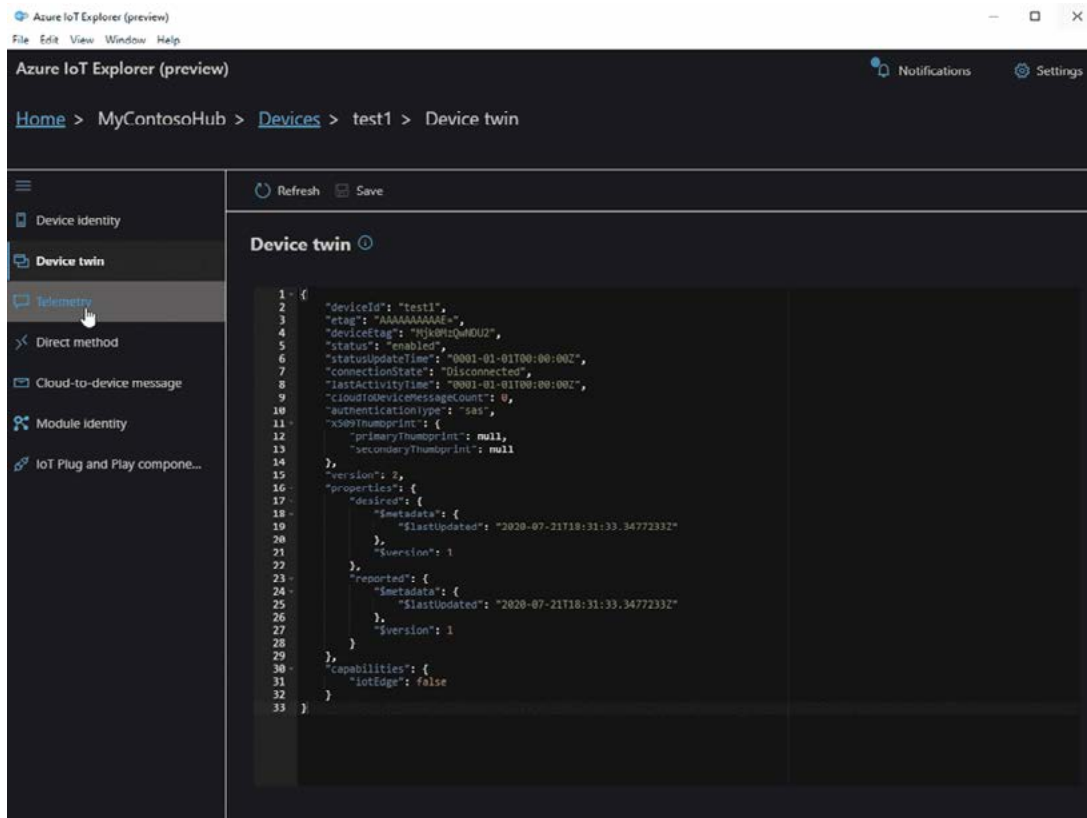 Azure IoT Explorer (preview)
File Edit View Window Help
Azure IoT Explorer (preview)
Notifications
Settings
Home > MyContosoHub > Devices > test1 > Device twin
Refresh
Save
Device identity
Device twin
Telemetry
Direct method
Cloud-to-device message
Module identity
IoT Plug and Play compone...
Device twin
1 {
2 "deviceId": "test1",
3 "etag": "AAAAAAAAAAE=",
4 "deviceEtag": "Mjk0MzQwNDU2",
5 "status": "enabled",
6 "statusUpdateTime": "0001-01-01T00:00:00Z",
7 "connectionState": "Disconnected",
8 "lastActivityTime": "0001-01-01T00:00:00Z",
9 "cloudToDeviceMessageCount": 0,
10 "authenticationType": "sas",
11 "x509Thumbprint": {
12 "primaryThumbprint": null,
13 "secondaryThumbprint": null
14 },
15 "version": 2,
16 "properties": {
17 "desired": {
18 "$metadata": {
19 "$lastUpdated": "2020-07-21T18:31:33.3477233Z"
20 },
21 "$version": 1
22 },
23 "reported": {
24 "$metadata": {
25 "$lastUpdated": "2020-07-21T18:31:33.3477233Z"
26 },
27 "$version": 1
28 }
29 },
30 "capabilities": {
31 "iotEdge": false
32 }
33 }